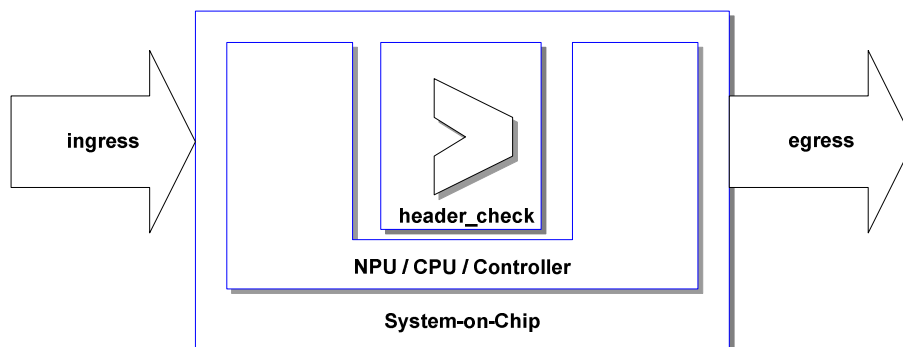 ingress
egress
header_check
NPU / CPU / Controller
System-on-Chip